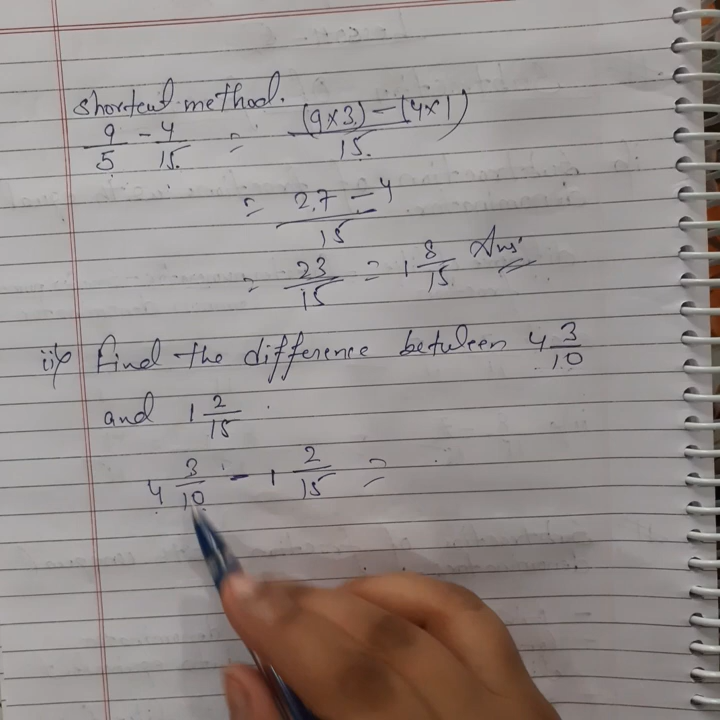 shortcut method.
9/5 - 4/15 = (9×3) - (4×1)/15
= 27 - 4/15
= 23/15 = 1 8/15 Ans
ii) Find the difference between 4 3/10
and 1 2/15.
4 3/10 - 1 2/15 =